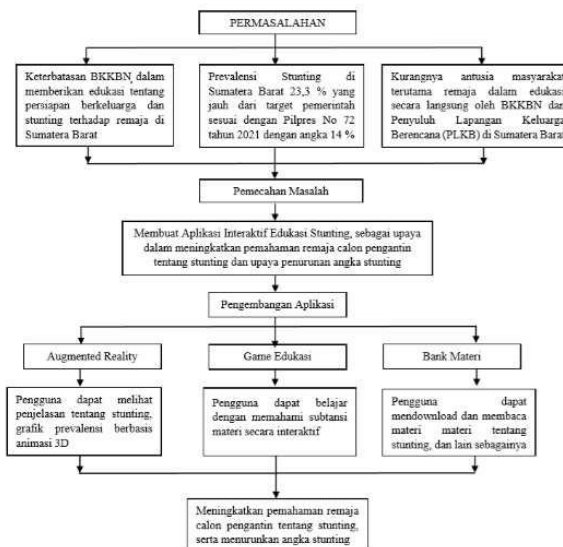 PERMASALAHAN
Keterbatasan BKKBN, dalam
memberikan edukasi tentang
persiapan berkeluarga dan
stunting terhadap remaja di
Sumatera Barat
Prevalensi Stunting di
Sumatera Barat 23,3 % yang
jauh dari target pemerintah
sesuai dengan Pilpres No 72
tahun 2021 dengan angka 14 %
Kurangnya antusia masyarakat
terutama remaja dalam edukasi
secara langsung oleh BKKBN dan
Penyuluh Lapangan Keluarga
Berencana (PLKB) di Sumatera Barat
Pemecahan Masalah
Membuat Aplikasi Interaktif Edukasi Stunting, sebagai upaya
dalam meningkatkan pemahaman remaja calon pengantin
tentang stunting dan upaya penurunan angka stunting
Pengembangan Aplikasi
Augmented Reality
Game Edukasi
Bank Materi
Pengguna dapat melihat
penjelasan tentang stunting,
grafik prevalensi berbasis
animasi 3D
Pengguna dapat belajar
dengan memahami subtansi
materi secara interaktif
Pengguna dapat
mendownload dan membaca
materi materi tentang
stunting, dan lain sebagainya
Meningkatkan pemahaman remaja
calon pengantin tentang stunting,
serta menurunkan angka stunting